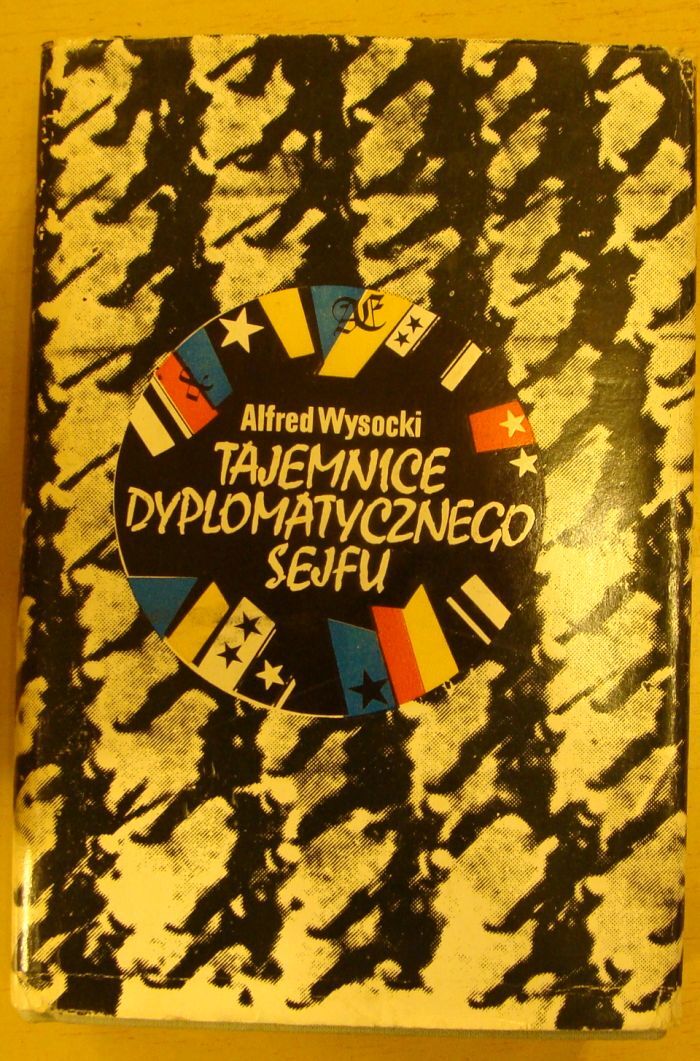 Æ
Alfred Wysocki
TAJEMNICE
DYPLOMATYCZNEGO
SEJFU